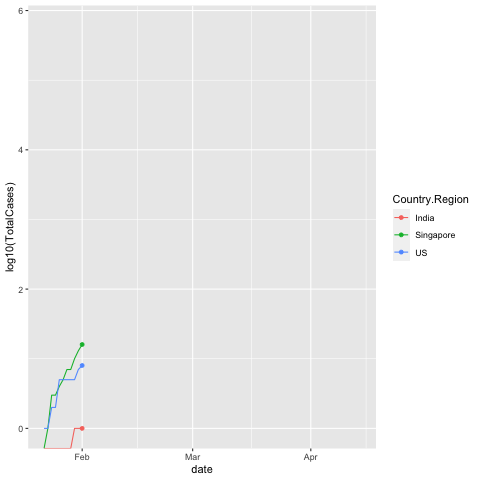 6
4
2
0
log10(TotalCases)
Feb
Mar
Apr
date
Country.Region
India
Singapore
US